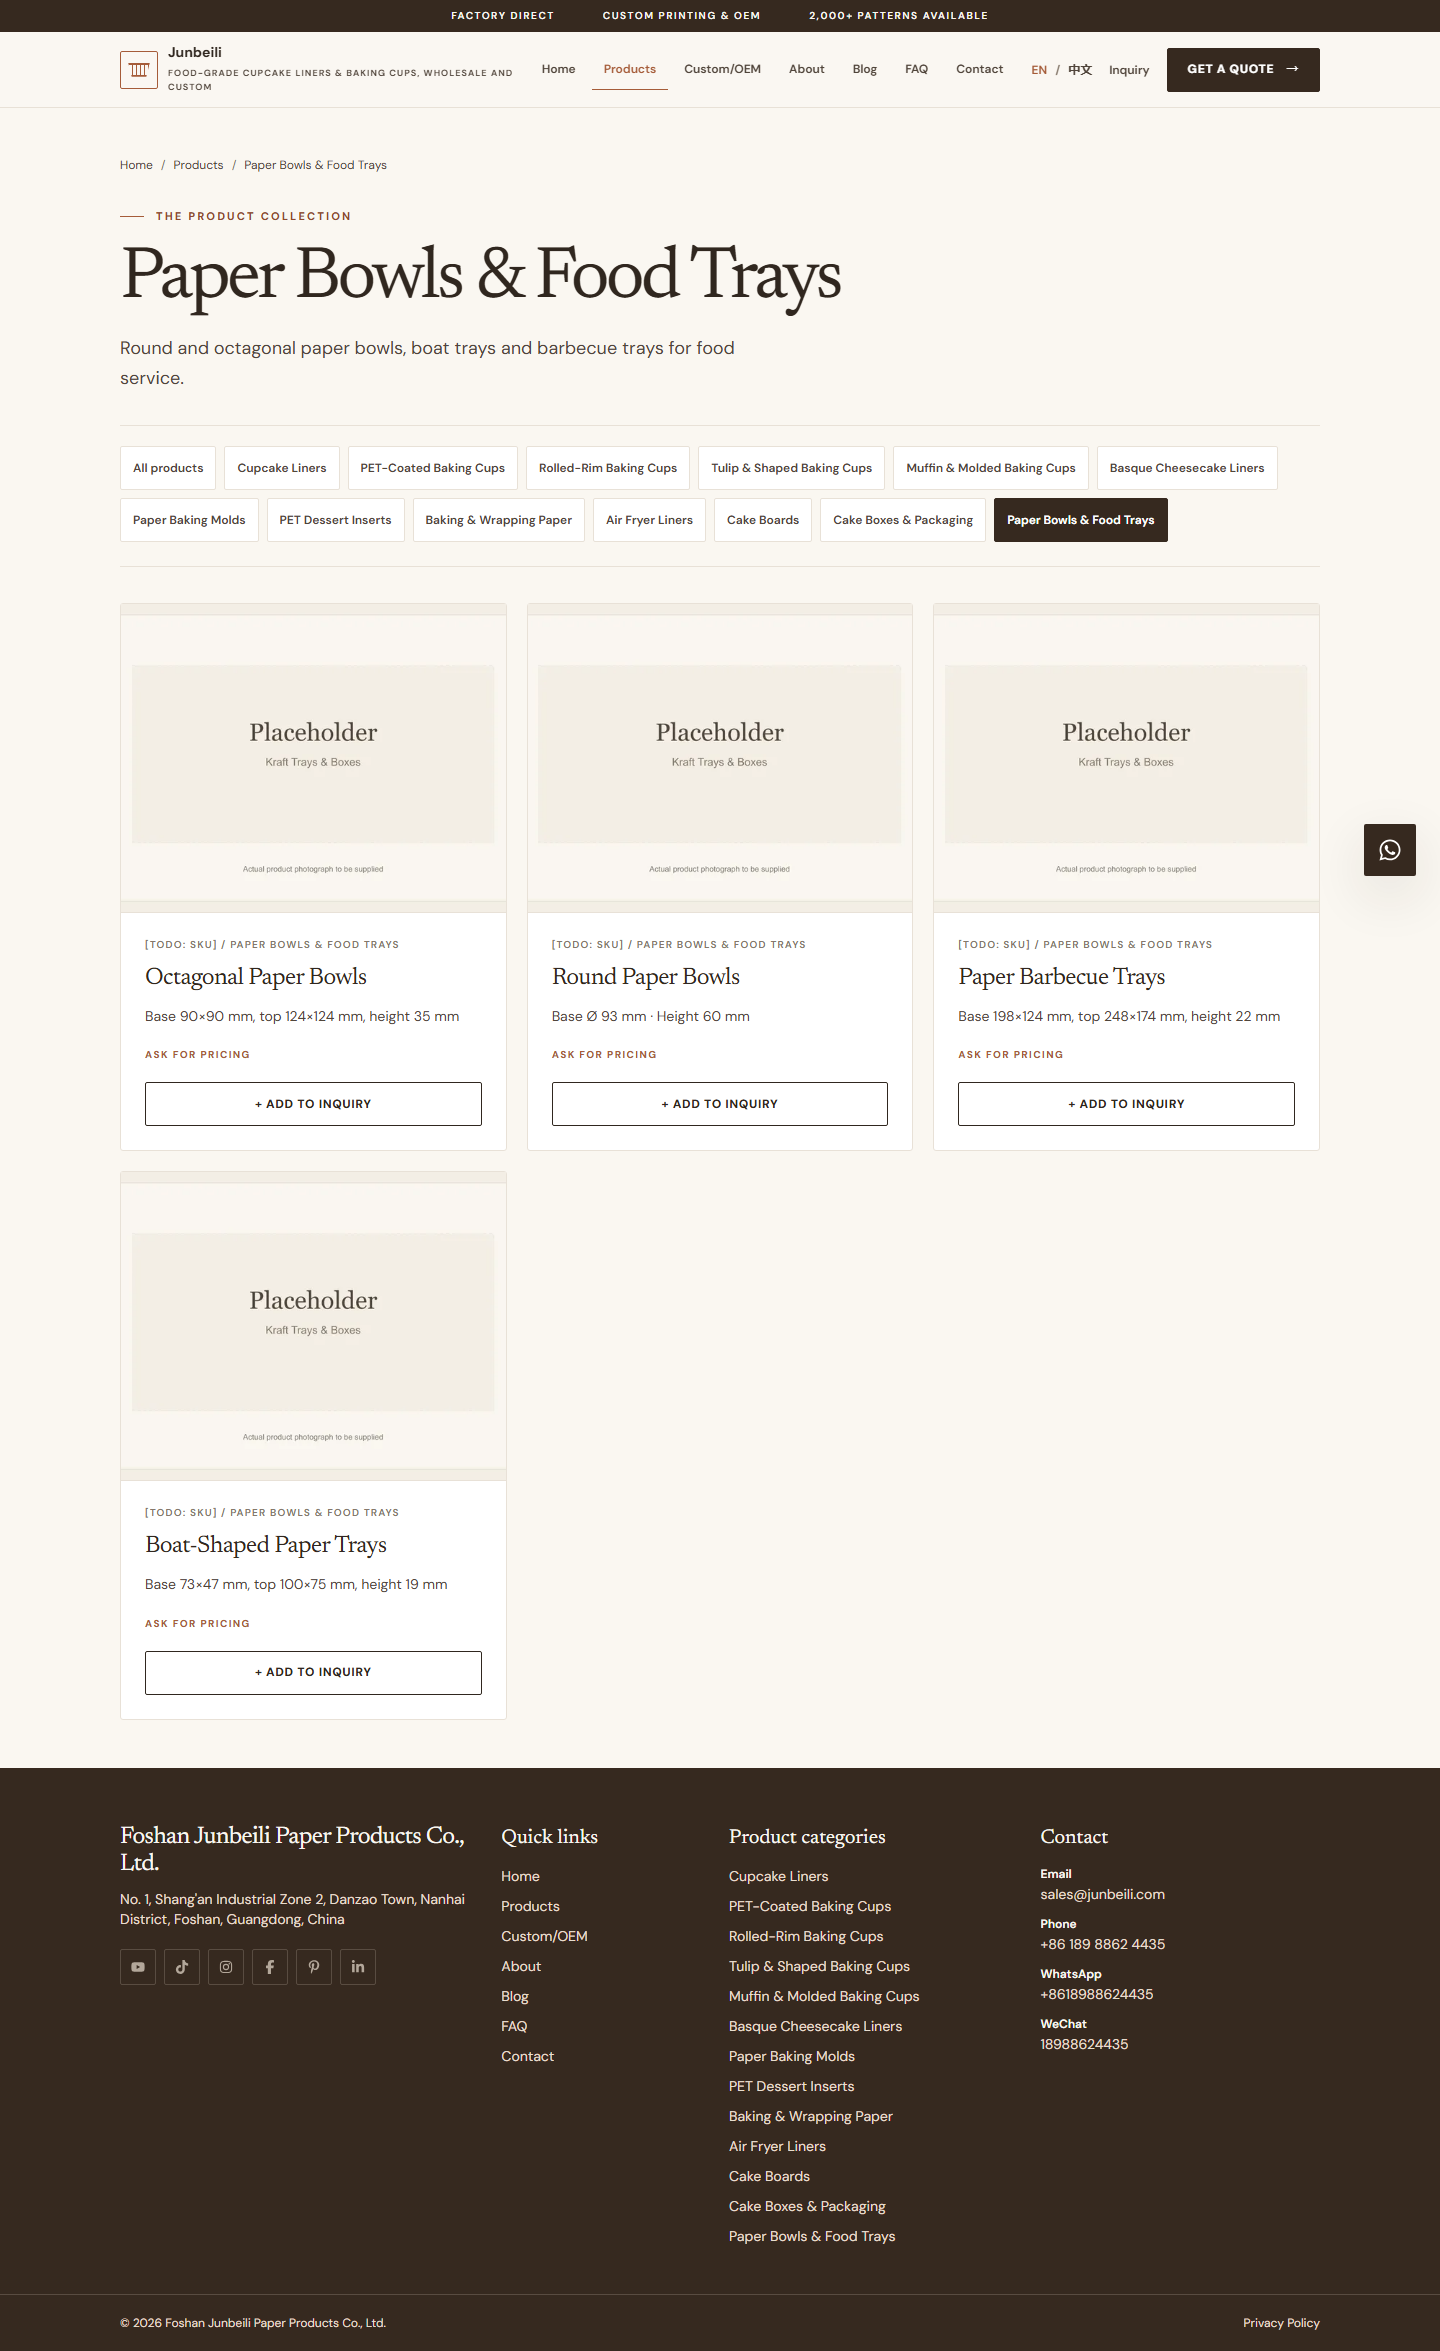 FACTORY DIRECT CUSTOM PRINTING & OEM 2,000+ PATTERNS AVAILABLE
Junbeili
FOOD-GRADE CUPCAKE LINERS & BAKING CUPS, WHOLESALE AND
CUSTOM
Home Products Custom/OEM About Blog FAQ Contact EN / 中文 Inquiry GET A QUOTE →
Home / Products / Paper Bowls & Food Trays
THE PRODUCT COLLECTION
Paper Bowls & Food Trays
Round and octagonal paper bowls, boat trays and barbecue trays for food
service.
All products Cupcake Liners PET-Coated Baking Cups Rolled-Rim Baking Cups Tulip & Shaped Baking Cups Muffin & Molded Baking Cups Basque Cheesecake Liners
Paper Baking Molds PET Dessert Inserts Baking & Wrapping Paper Air Fryer Liners Cake Boards Cake Boxes & Packaging Paper Bowls & Food Trays
Placeholder
Kraft Trays & Boxes
Actual product photograph to be supplied
[TODO: SKU] / PAPER BOWLS & FOOD TRAYS
Octagonal Paper Bowls
Base 90×90 mm, top 124×124 mm, height 35 mm
ASK FOR PRICING
+ ADD TO INQUIRY
Placeholder
Kraft Trays & Boxes
Actual product photograph to be supplied
[TODO: SKU] / PAPER BOWLS & FOOD TRAYS
Round Paper Bowls
Base Ø 93 mm · Height 60 mm
ASK FOR PRICING
+ ADD TO INQUIRY
Placeholder
Kraft Trays & Boxes
Actual product photograph to be supplied
[TODO: SKU] / PAPER BOWLS & FOOD TRAYS
Paper Barbecue Trays
Base 198×124 mm, top 248×174 mm, height 22 mm
ASK FOR PRICING
+ ADD TO INQUIRY
Placeholder
Kraft Trays & Boxes
Actual product photograph to be supplied
[TODO: SKU] / PAPER BOWLS & FOOD TRAYS
Boat-Shaped Paper Trays
Base 73×47 mm, top 100×75 mm, height 19 mm
ASK FOR PRICING
+ ADD TO INQUIRY
Foshan Junbeili Paper Products Co.,
Ltd.
No. 1, Shang'an Industrial Zone 2, Danzao Town, Nanhai
District, Foshan, Guangdong, China
Quick links
Home
Products
Custom/OEM
About
Blog
FAQ
Contact
Product categories
Cupcake Liners
PET-Coated Baking Cups
Rolled-Rim Baking Cups
Tulip & Shaped Baking Cups
Muffin & Molded Baking Cups
Basque Cheesecake Liners
Paper Baking Molds
PET Dessert Inserts
Baking & Wrapping Paper
Air Fryer Liners
Cake Boards
Cake Boxes & Packaging
Paper Bowls & Food Trays
Contact
Email
sales@junbeili.com
Phone
+86 189 8862 4435
WhatsApp
+8618988624435
WeChat
18988624435
© 2026 Foshan Junbeili Paper Products Co., Ltd.
Privacy Policy